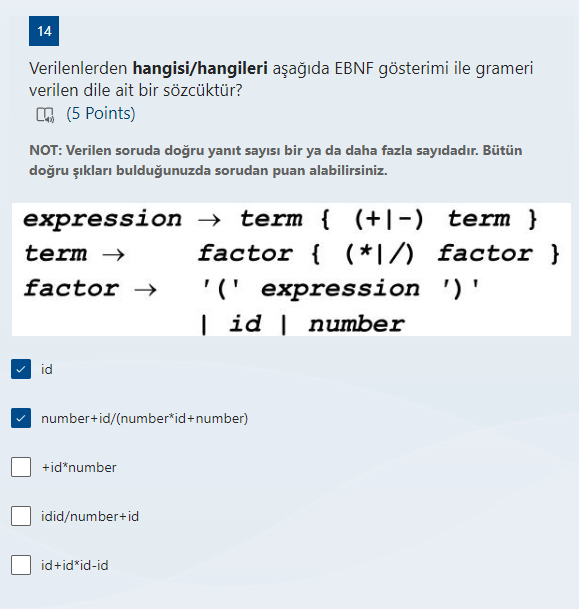 14
Verilenlerden hangisi/hangileri aşağıda EBNF gösterimi ile grameri
verilen dile ait bir sözcüktür?
(5 Points)
NOT: Verilen soruda doğru yanıt sayısı bir ya da daha fazla sayıdadır. Bütün
doğru şıkları bulduğunuzda sorudan puan alabilirsiniz.
expression → term { (+|-) term }
term → factor { (*|/) factor }
factor → '(' expression ')'
| id | number
id
number+id/(number*id+number)
+id*number
idid/number+id
id+id*id-id